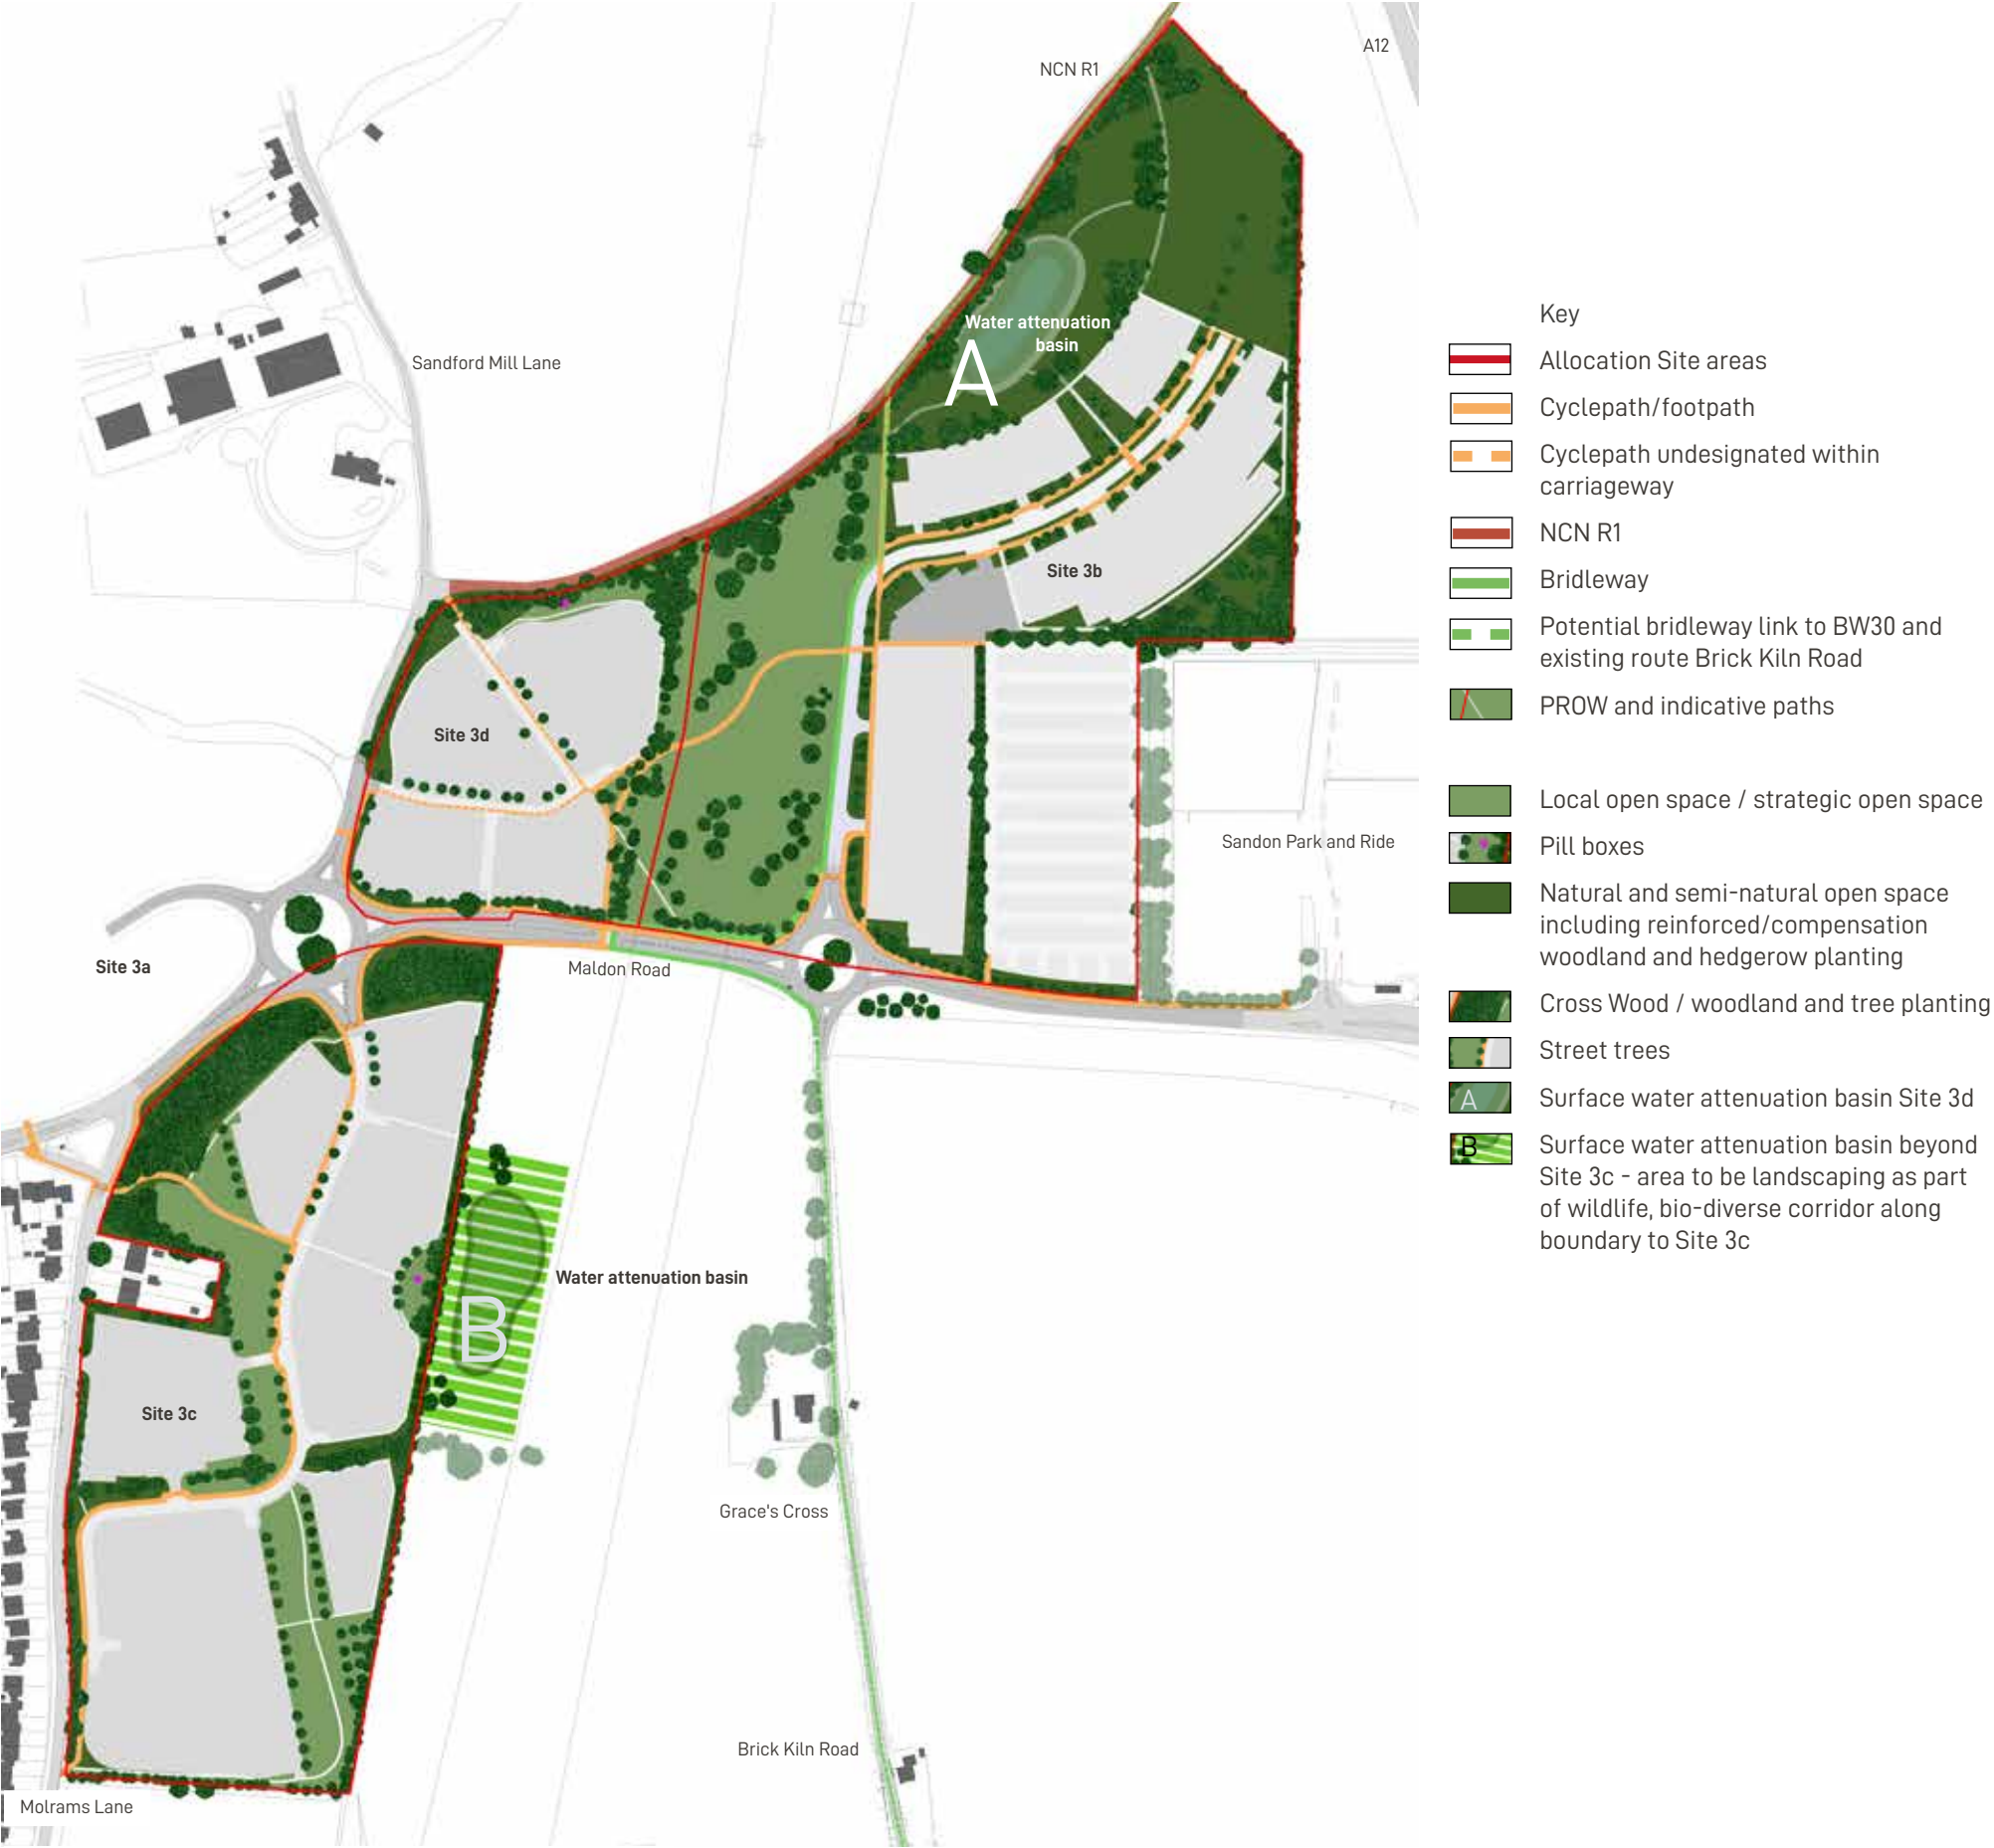 A12
NCN R1
Water attenuation
basin
A
Sandford Mill Lane
Site 3b
Site 3d
Sandon Park and Ride
Site 3a
Maldon Road
Water attenuation basin
B
Site 3c
Grace's Cross
Brick Kiln Road
Molrams Lane
Key
Allocation Site areas
Cyclepath/footpath
Cyclepath undesignated within
carriageway
NCN R1
Bridleway
Potential bridleway link to BW30 and
existing route Brick Kiln Road
PROW and indicative paths
Local open space / strategic open space
Pill boxes
Natural and semi-natural open space
including reinforced/compensation
woodland and hedgerow planting
Cross Wood / woodland and tree planting
Street trees
A
Surface water attenuation basin Site 3d
B
Surface water attenuation basin beyond
Site 3c - area to be landscaping as part
of wildlife, bio-diverse corridor along
boundary to Site 3c